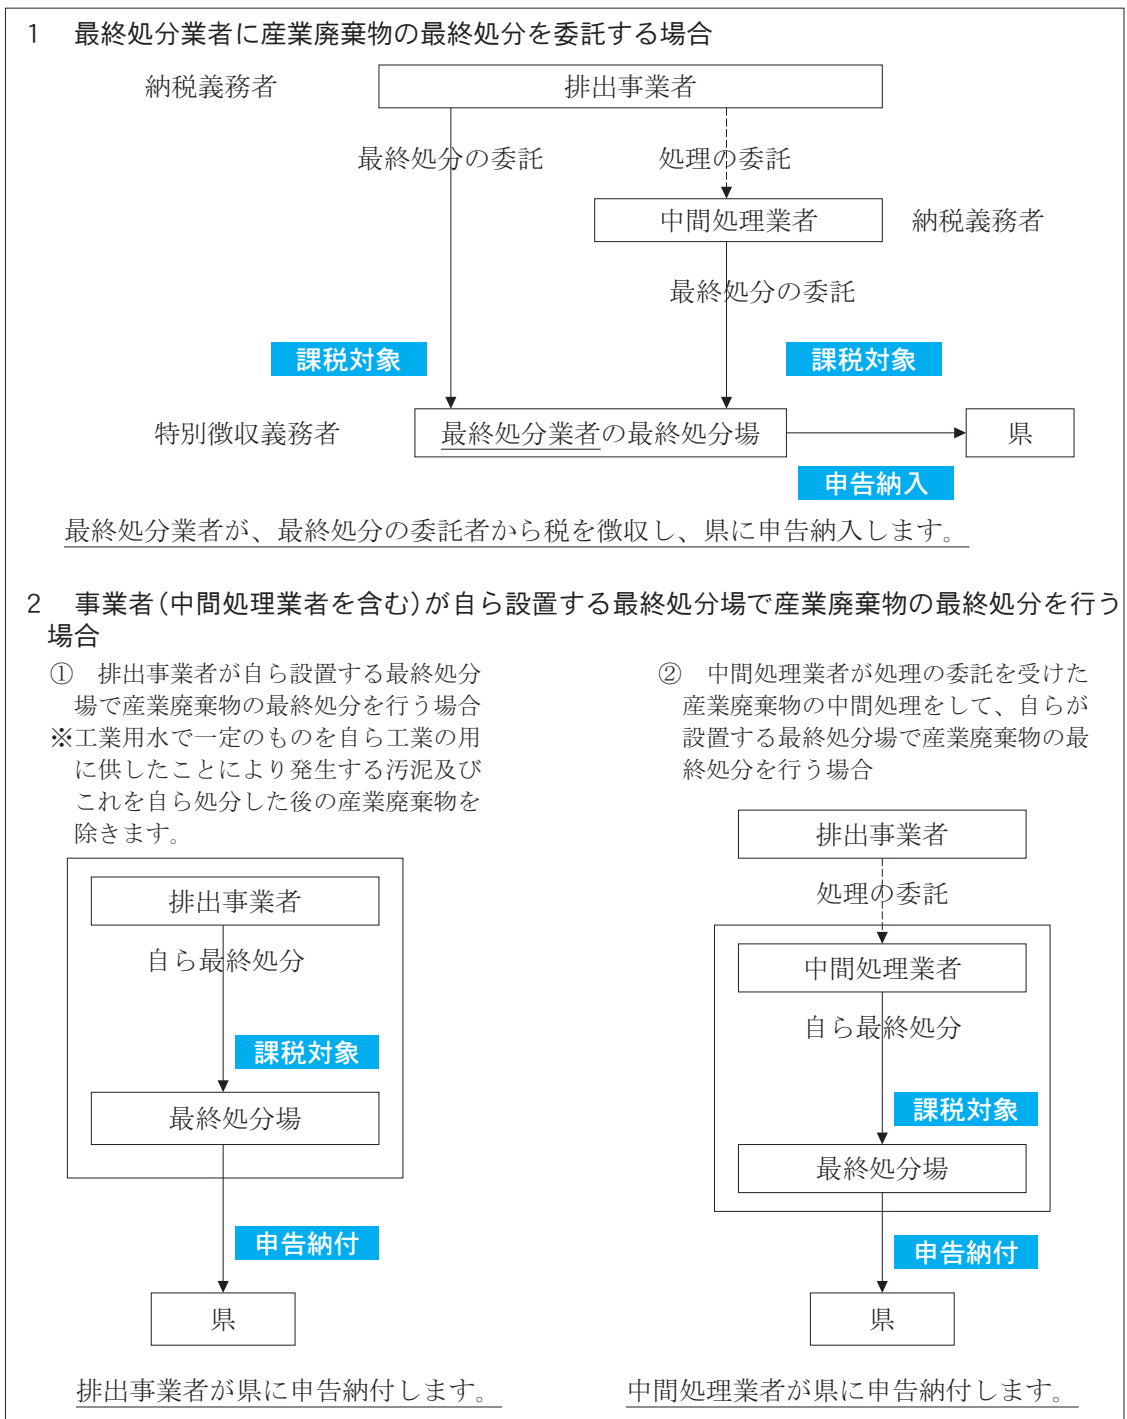 1　最終処分業者に産業廃棄物の最終処分を委託する場合
納税義務者
排出事業者
最終処分の委託
処理の委託
中間処理業者
納税義務者
最終処分の委託
課税対象
課税対象
特別徴収義務者
最終処分業者の最終処分場
県
申告納入
最終処分業者が、最終処分の委託者から税を徴収し、県に申告納入します。
2　事業者(中間処理業者を含む)が自ら設置する最終処分場で産業廃棄物の最終処分を行う
場合
①　排出事業者が自ら設置する最終処分
場で産業廃棄物の最終処分を行う場合
※工業用水で一定のものを自ら工業の用
に供したことにより発生する汚泥及び
これを自ら処分した後の産業廃棄物を
除きます。
排出事業者
自ら最終処分
課税対象
最終処分場
申告納付
県
排出事業者が県に申告納付します。
②　中間処理業者が処理の委託を受けた
産業廃棄物の中間処理をして、自らが
設置する最終処分場で産業廃棄物の最
終処分を行う場合
排出事業者
処理の委託
中間処理業者
自ら最終処分
課税対象
最終処分場
申告納付
県
中間処理業者が県に申告納付します。